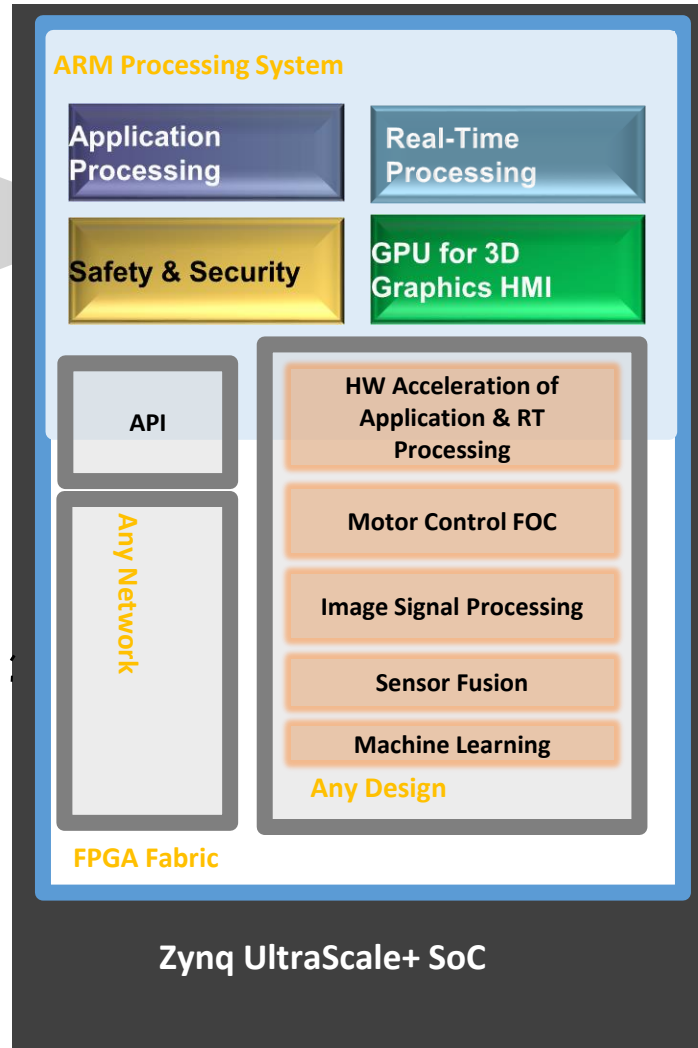 ARM Processing System
Application
Processing
Real-Time
Processing
Safety & Security
GPU for 3D
Graphics HMI
API
Any Network
HW Acceleration of
Application & RT
Processing
Motor Control FOC
Image Signal Processing
Sensor Fusion
Machine Learning
Any Design
FPGA Fabric
Zynq UltraScale+ SoC